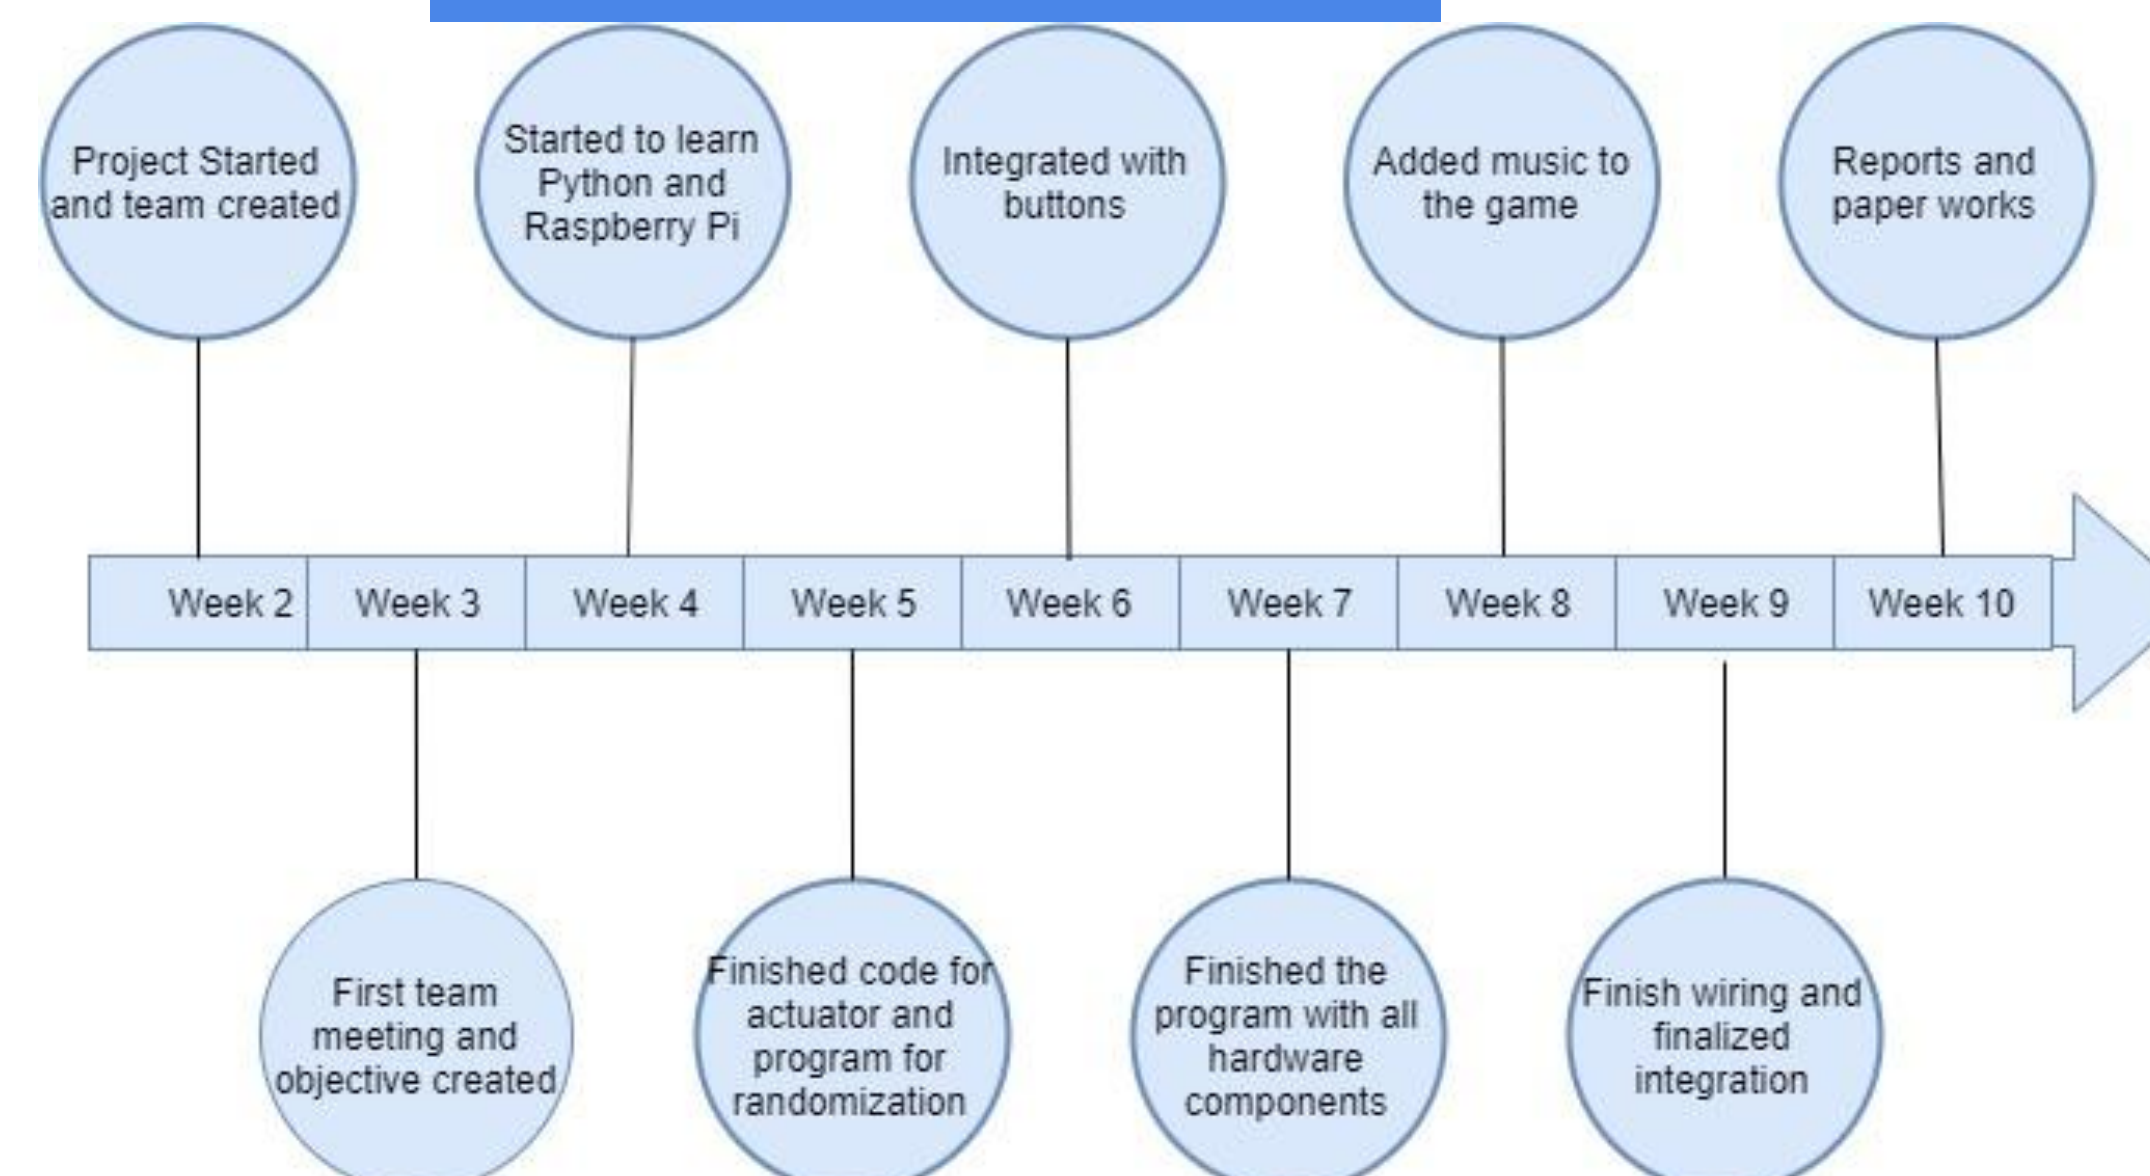 Project Started
and team created
Started to learn
Python and
Raspberry Pi
Integrated with
buttons
Added music to
the game
Reports and
paper works
Week 2
Week 3
Week 4
Week 5
Week 6
Week 7
Week 8
Week 9
Week 10
First team
meeting and
objective created
Finished code for
actuator and
program for
randomization
Finished the
program with all
hardware
components
Finish wiring and
finalized
integration